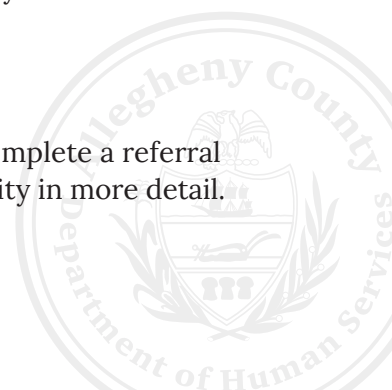 mplete a referral
ity in more detail.
Allegheny County
Department of Human Services